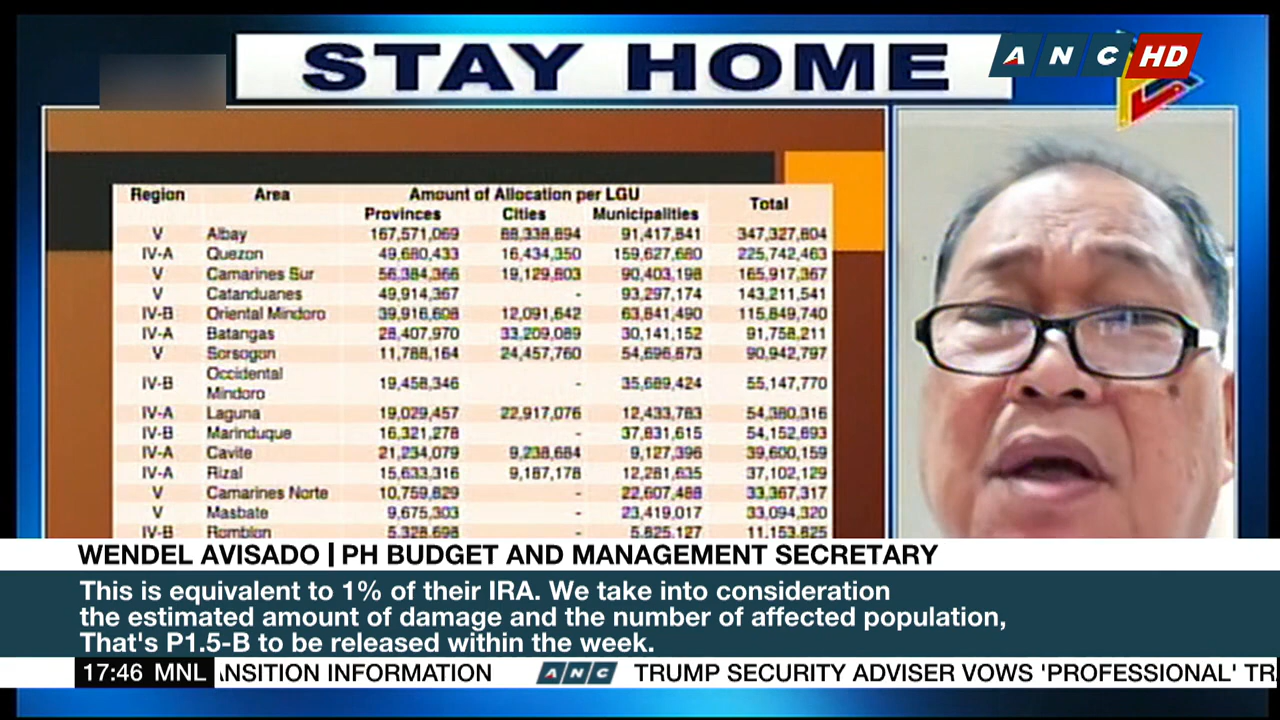 STAY HOME
ANC HD
Region Area Amount of Allocation per LGU Total
Provinces Cities Municipalities
V Albay 167,571,069 88,338,894 91,417,841 347,327,804
IV-A Quezon 49,680,433 16,434,350 159,627,680 225,742,463
V Camarines Sur 56,384,366 19,129,803 90,403,198 165,917,367
V Catanduanes 49,914,367 - 93,297,174 143,211,541
IV-B Oriental Mindoro 39,916,608 12,091,642 63,841,490 115,849,740
IV-A Batangas 28,407,970 33,209,089 30,141,152 91,758,211
V Sorsogon 11,788,164 24,457,760 54,696,873 90,942,797
IV-B Occidental Mindoro 19,458,346 - 35,689,424 55,147,770
IV-A Laguna 19,029,457 22,917,076 12,433,783 54,380,316
IV-B Marinduque 16,321,278 - 37,831,615 54,152,893
IV-A Cavite 21,234,079 9,238,684 9,127,396 39,600,159
IV-A Rizal 15,633,316 9,187,178 12,281,635 37,102,129
V Camarines Norte 10,759,829 - 22,607,488 33,367,317
V Masbate 9,675,303 - 23,419,017 33,094,320
IV-B Romblon 5,328,698 - 5,825,127 11,153,825
WENDEL AVISADO | PH BUDGET AND MANAGEMENT SECRETARY
This is equivalent to 1% of their IRA. We take into consideration
the estimated amount of damage and the number of affected population,
That's P1.5-B to be released within the week.
17:46 MNL NSITION INFORMATION ANC TRUMP SECURITY ADVISER VOWS 'PROFESSIONAL' TR